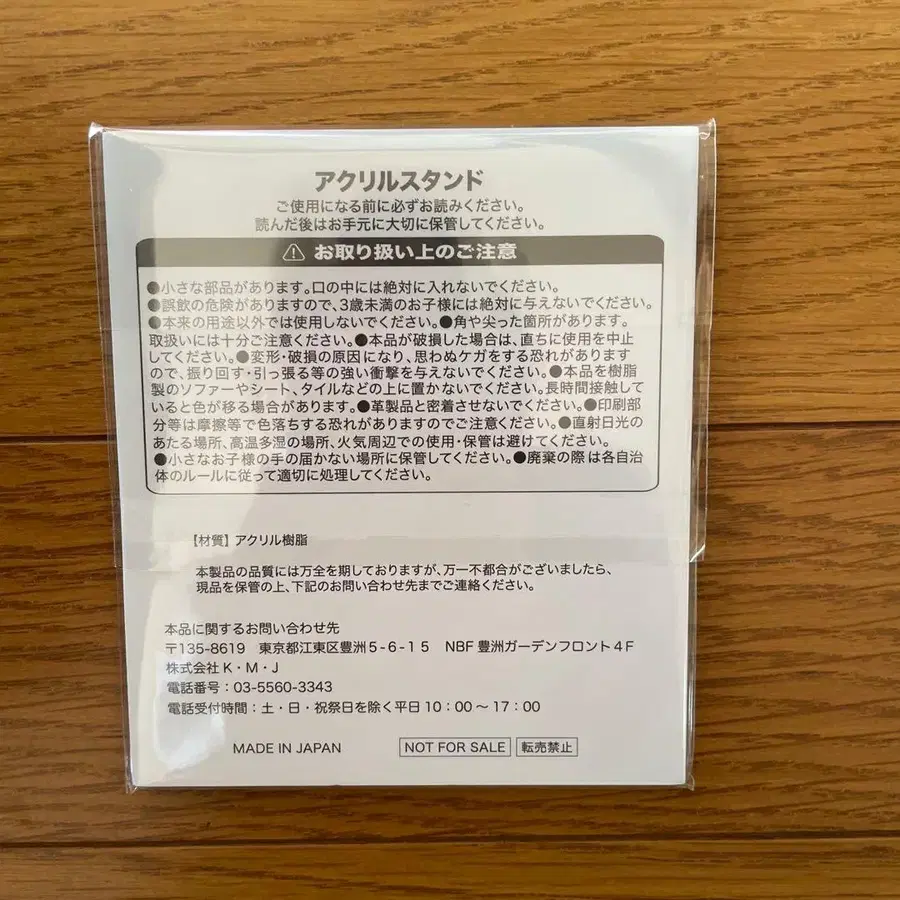 アクリルスタンド
ご使用になる前に必ずお読みください。
読んだ後はお手元に大切に保管してください。
お取り扱い上のご注意
●小さな部品があります。口の中には絶対に入れないでください。
●誤飲の危険がありますので、3歳未満のお子様には絶対に与えないでください。
●本来の用途以外では使用しないでください。●角や尖った箇所があります。
取扱いには十分ご注意ください。●本品が破損した場合は、直ちに使用を中止
してください。●変形・破損の原因になり、思わぬケガをする恐れがあります
ので、振り回す・引っ張る等の強い衝撃を与えないでください。●本品を樹脂
製のソファーやシート、タイルなどの上に置かないでください。長時間接触して
いると色が移る場合があります。●革製品と密着させないでください。●印刷部
分等は摩擦等で色落ちする恐れがありますのでご注意ください。●直射日光の
あたる場所、高温多湿の場所、火気周辺での使用・保管は避けてください。
●小さなお子様の手の届かない場所に保管してください。●廃棄の際は各自治
体のルールに従って適切に処理してください。
【材質】アクリル樹脂
本製品の品質には万全を期しておりますが、万一不都合がございましたら、
現品を保管の上、下記のお問い合わせ先までご連絡ください。
本品に関するお問い合わせ先
〒135-8619 東京都江東区豊洲5-6-15 NBF 豊洲ガーデンフロント4F
株式会社K・M・J
電話番号：03-5560-3343
電話受付時間：土・日・祝祭日を除く平日10：00～17：00
MADE IN JAPAN NOT FOR SALE 転売禁止